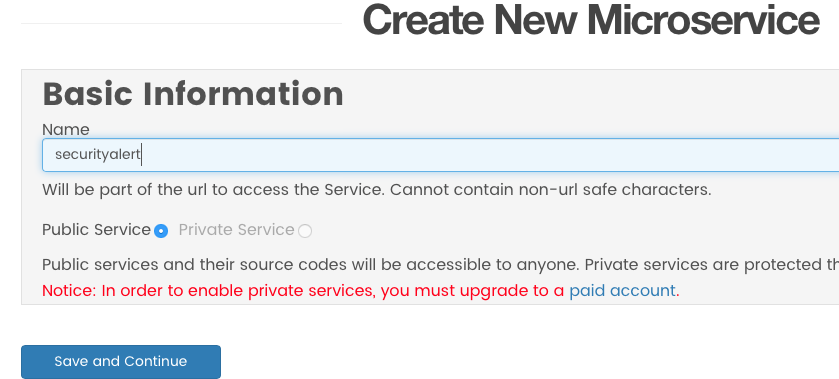 Create New Microservice
Basic Information
Name
securityalert
Will be part of the url to access the Service. Cannot contain non-url safe characters.
Public Service Private Service
Public services and their source codes will be accessible to anyone. Private services are protected
Notice: In order to enable private services, you must upgrade to a paid account.
Save and Continue